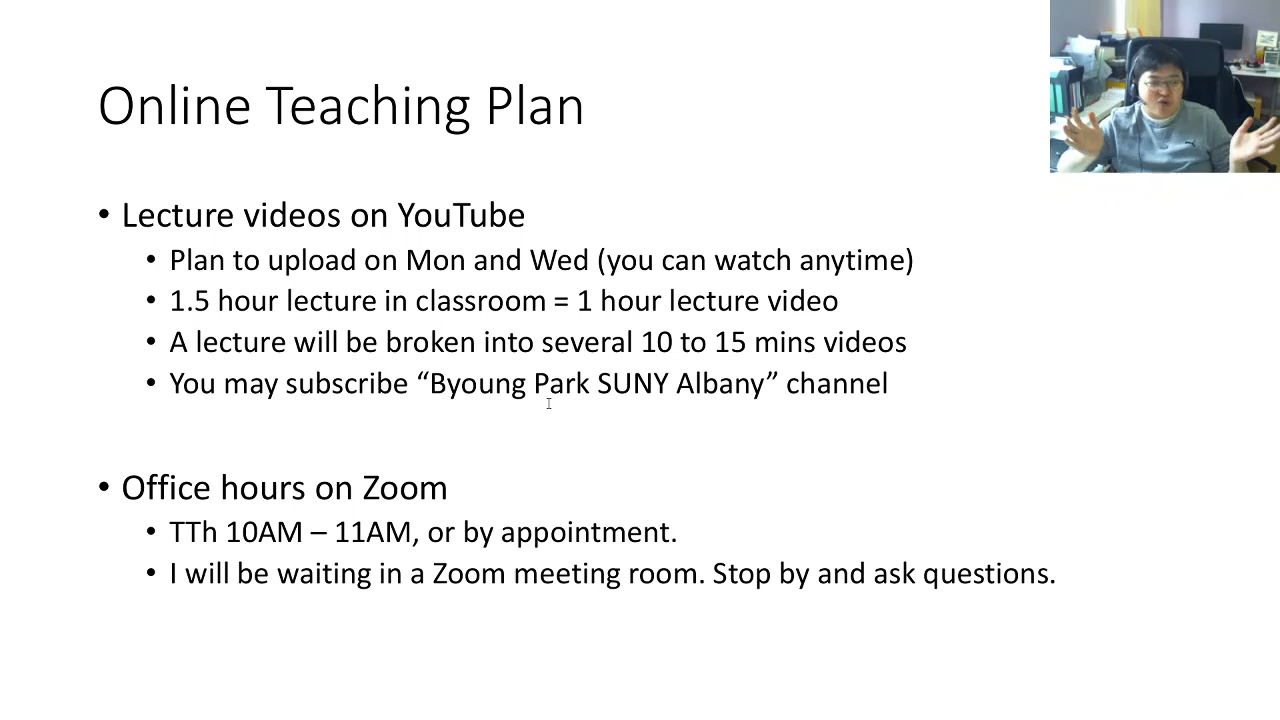 Online Teaching Plan
• Lecture videos on YouTube
• Plan to upload on Mon and Wed (you can watch anytime)
• 1.5 hour lecture in classroom = 1 hour lecture video
• A lecture will be broken into several 10 to 15 mins videos
• You may subscribe “Byoung Park SUNY Albany” channel
• Office hours on Zoom
• TTh 10AM – 11AM, or by appointment.
• I will be waiting in a Zoom meeting room. Stop by and ask questions.